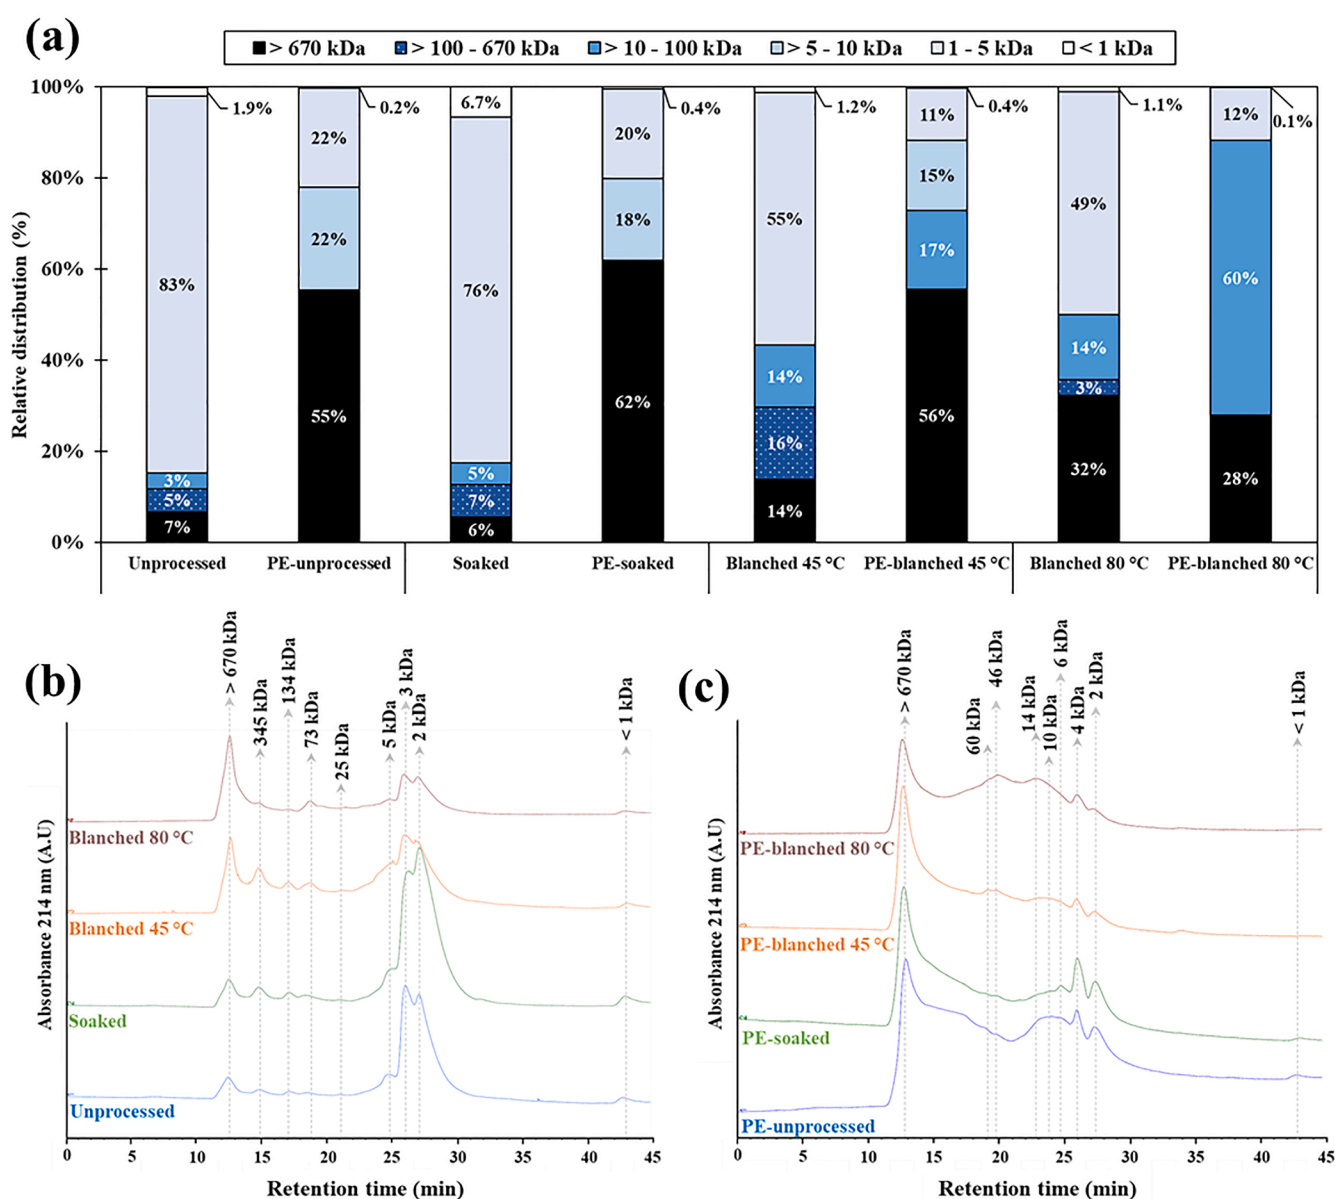 (a)
> 670 kDa > 100 - 670 kDa > 10 - 100 kDa > 5 - 10 kDa 1 - 5 kDa < 1 kDa
Relative distribution (%)
100%
80%
60%
40%
20%
0%
1.9%
83%
3%
5%
7%
0.2%
22%
22%
55%
6.7%
76%
5%
7%
6%
0.4%
20%
18%
62%
1.2%
55%
14%
16%
14%
0.4%
11%
15%
17%
56%
1.1%
49%
14%
3%
32%
0.1%
12%
60%
28%
Unprocessed PE-unprocessed Soaked PE-soaked Blanched 45 °C PE-blanched 45 °C Blanched 80 °C PE-blanched 80 °C
(b)
Absorbance 214 nm (A.U)
> 670 kDa
345 kDa
134 kDa
73 kDa
25 kDa
5 kDa
3 kDa
2 kDa
< 1 kDa
Blanched 80 °C
Blanched 45 °C
Soaked
Unprocessed
0 5 10 15 20 25 30 35 40 45
Retention time (min)
(c)
Absorbance 214 nm (A.U)
> 670 kDa
60 kDa
46 kDa
14 kDa
10 kDa
6 kDa
4 kDa
2 kDa
< 1 kDa
PE-blanched 80 °C
PE-blanched 45 °C
PE-soaked
PE-unprocessed
0 5 10 15 20 25 30 35 40 45
Retention time (min)